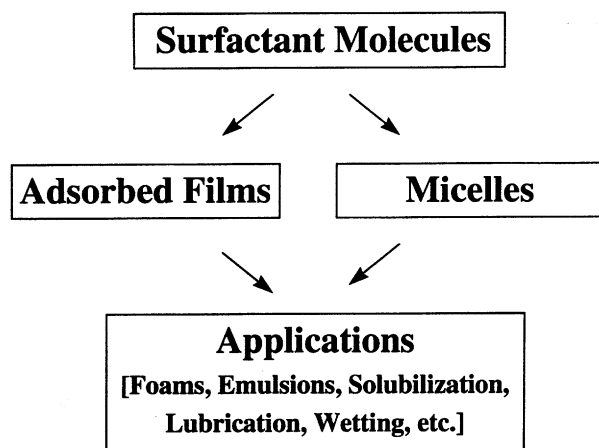 Surfactant Molecules
Adsorbed Films
Micelles
Applications
[Foams, Emulsions, Solubilization,
Lubrication, Wetting, etc.]